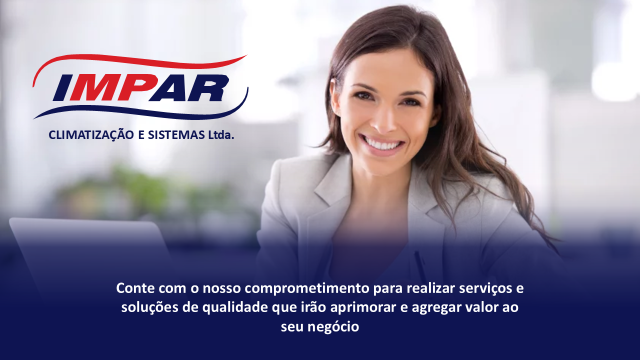 IMPAR
CLIMATIZAÇÃO E SISTEMAS Ltda.
Conte com o nosso comprometimento para realizar serviços e
soluções de qualidade que irão aprimorar e agregar valor ao
seu negócio